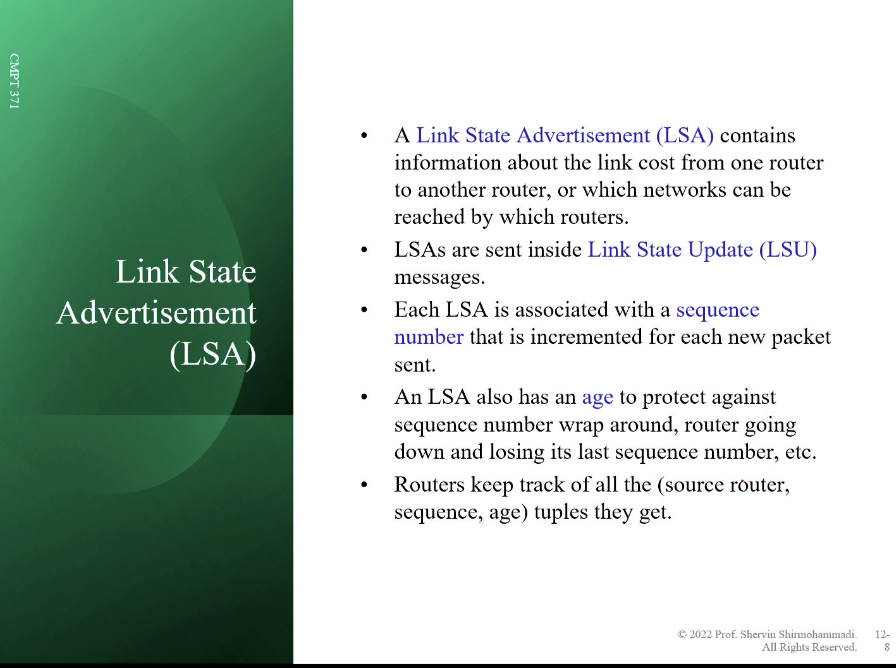 CMPT 371
Link State
Advertisement
(LSA)
• A Link State Advertisement (LSA) contains
information about the link cost from one router
to another router, or which networks can be
reached by which routers.
• LSAs are sent inside Link State Update (LSU)
messages.
• Each LSA is associated with a sequence
number that is incremented for each new packet
sent.
• An LSA also has an age to protect against
sequence number wrap around, router going
down and losing its last sequence number, etc.
• Routers keep track of all the (source router,
sequence, age) tuples they get.
© 2022 Prof. Shervin Shirmohammadi.
All Rights Reserved.
12-
8